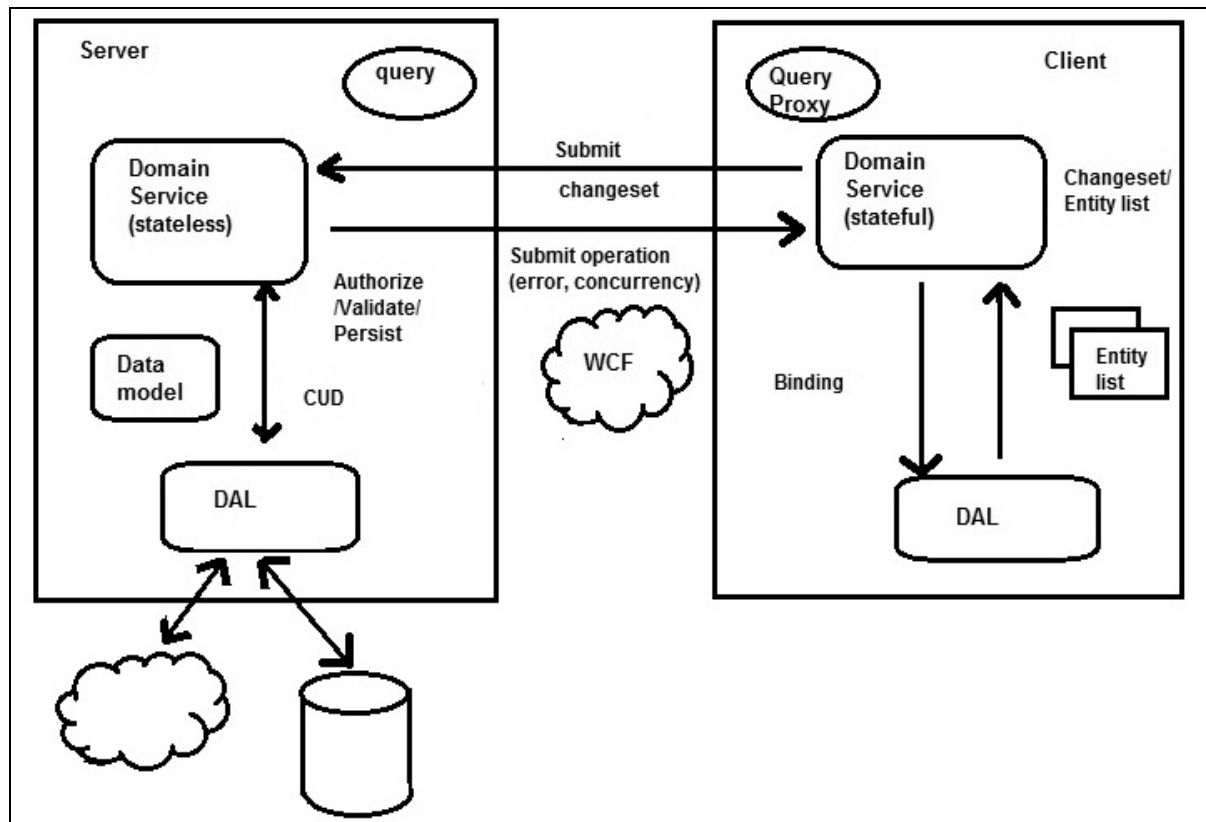 Server
query
Domain
Service
(stateless)
Authorize
/Validate/
Persist
Data
model
CUD
DAL
Submit
changeset
Submit operation
(error, concurrency)
WCF
Client
Query
Proxy
Domain
Service
(stateful)
Changeset/
Entity list
Binding
Entity
list
DAL